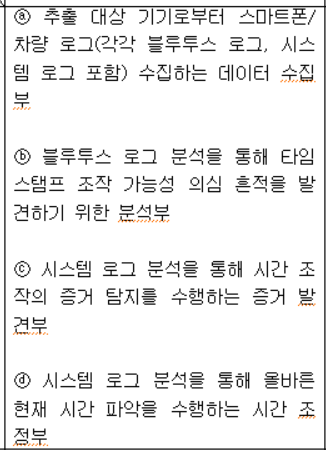 ⓐ 추출 대상 기기로부터 스마트폰/
차량 로그(각각 블루투스 로그, 시스
템 로그 포함) 수집하는 데이터 수집
부
ⓑ 블루투스 로그 분석을 통해 타임
스탬프 조작 가능성 의심 흔적을 발
견하기 위한 분석부
ⓒ 시스템 로그 분석을 통해 시간 조
작의 증거 탐지를 수행하는 증거 발
견부
ⓓ 시스템 로그 분석을 통해 올바른
현재 시간 파악을 수행하는 시간 조
정부